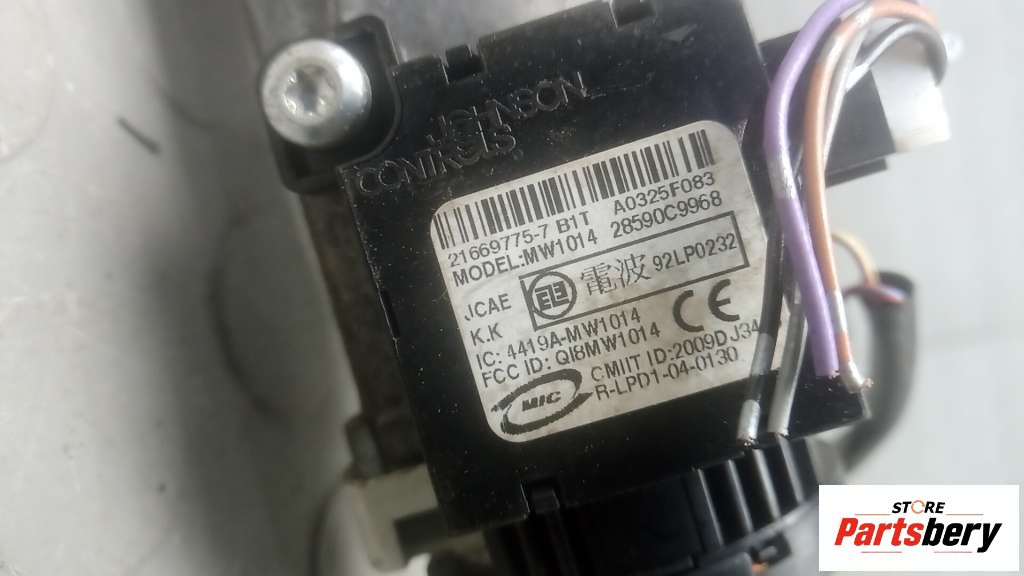 JOHNSON
CONTROLS
21669775-7 B1T A0325F083
MODEL:MW1014 28590C9968
JCAE
K.K
電波 92LP0232
IC: 4419A-MW1014
FCC ID: QI8MW1014
CE
MIC
CMIIT ID:2009DJ34
R-LPD1-04-0130
STORE
Partsbery